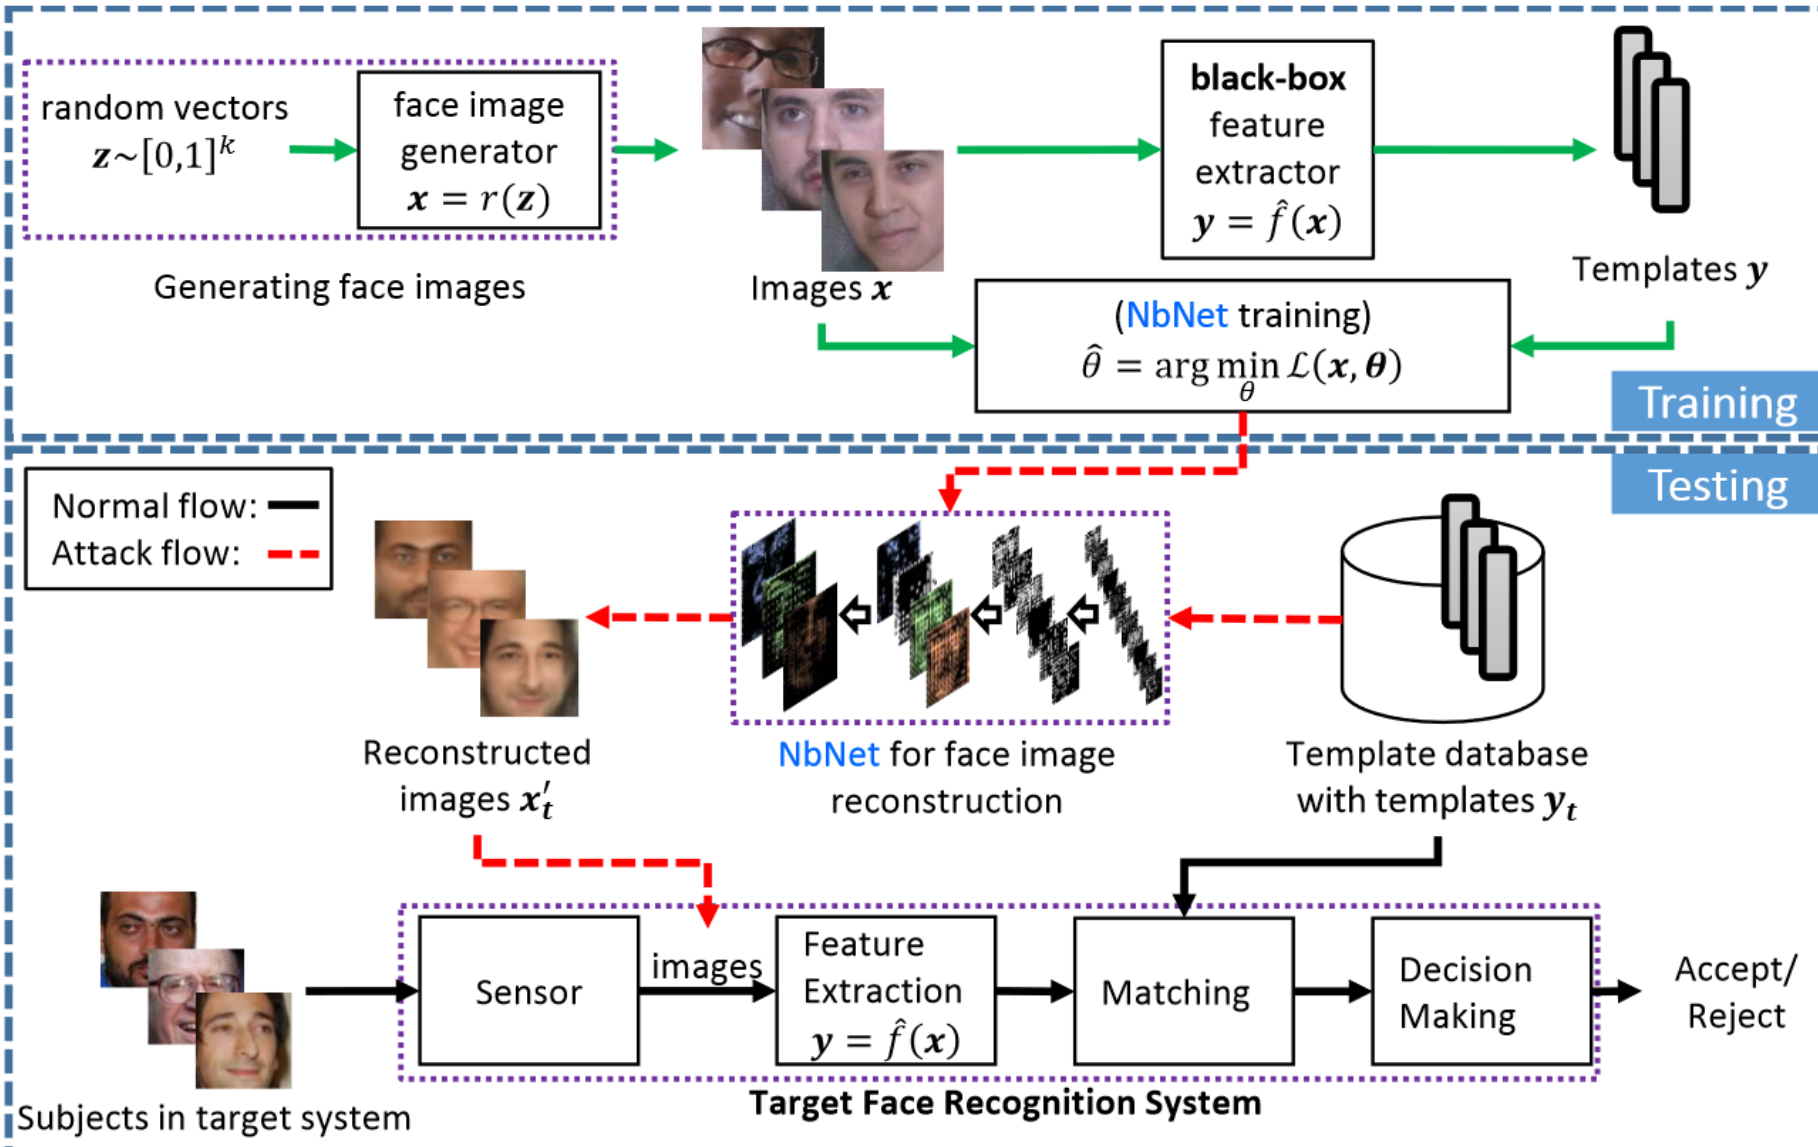 random vectors
z~[0,1]^k
face image
generator
x = r(z)
Generating face images
Images x
black-box
feature
extractor
y = f̂(x)
Templates y
(NbNet training)
θ̂ = arg min ℒ(x, θ)
θ
Training
Testing
Normal flow:
Attack flow:
Reconstructed
images x′_t
NbNet for face image
reconstruction
Template database
with templates y_t
Subjects in target system
Sensor
images
Feature
Extraction
y = f̂(x)
Matching
Decision
Making
Accept/
Reject
Target Face Recognition System